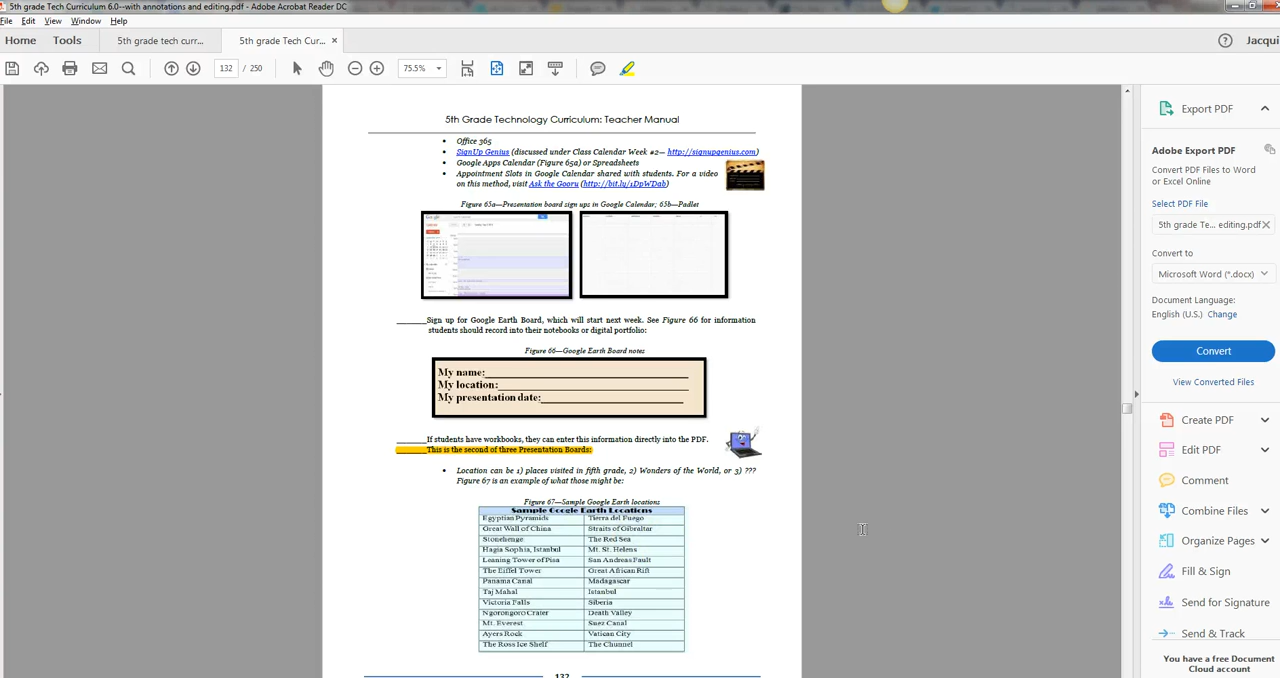 5th grade Tech Curriculum 6.0--with annotations and editing.pdf - Adobe Acrobat Reader DC
File Edit View Window Help
Home Tools 5th grade tech curr... 5th grade Tech Cur... × Jacqui
132 / 250 75.5%
5th Grade Technology Curriculum: Teacher Manual
• Office 365
• SignUp Genius (discussed under Class Calendar Week #2— http://signupgenius.com)
• Google Apps Calendar (Figure 65a) or Spreadsheets
• Appointment Slots in Google Calendar shared with students. For a video
on this method, visit Ask the Gooru (http://bit.ly/1DpWDab)
Figure 65a—Presentation board sign ups in Google Calendar; 65b—Padlet
______Sign up for Google Earth Board, which will start next week. See Figure 66 for information
students should record into their notebooks or digital portfolio:
Figure 66—Google Earth Board notes
My name:
My location:
My presentation date:
______If students have workbooks, they can enter this information directly into the PDF.
______This is the second of three Presentation Boards:
• Location can be 1) places visited in fifth grade, 2) Wonders of the World, or 3) ???
Figure 67 is an example of what those might be:
Figure 67—Sample Google Earth locations
Sample Google Earth Locations
Egyptian Pyramids Tierra del Fuego
Great Wall of China Straits of Gibraltar
Stonehenge The Red Sea
Hagia Sophia, Istanbul Mt. St. Helens
Leaning Tower of Pisa San Andreas Fault
The Eiffel Tower Great African Rift
Panama Canal Madagascar
Taj Mahal Istanbul
Victoria Falls Siberia
Ngorongoro Crater Death Valley
Mt. Everest Suez Canal
Ayers Rock Vatican City
The Ross Ice Shelf The Chunnel
132
Export PDF
Adobe Export PDF
Convert PDF Files to Word
or Excel Online
Select PDF File
5th grade Te... editing.pdf ×
Convert to
Microsoft Word (*.docx)
Document Language:
English (U.S.) Change
Convert
View Converted Files
Create PDF
Edit PDF
Comment
Combine Files
Organize Pages
Fill & Sign
Send for Signature
Send & Track
You have a free Document
Cloud account